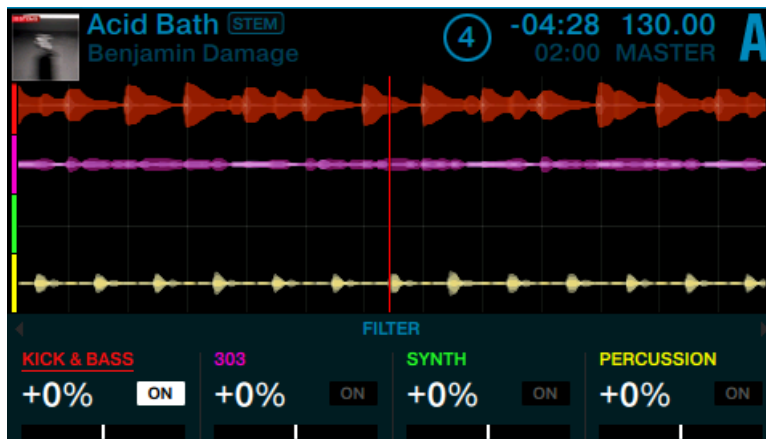 Acid Bath STEM
Benjamin Damage
4
-04:28 130.00
02:00 MASTER
A
FILTER
KICK & BASS 303 SYNTH PERCUSSION
+0% ON +0% ON +0% ON +0% ON